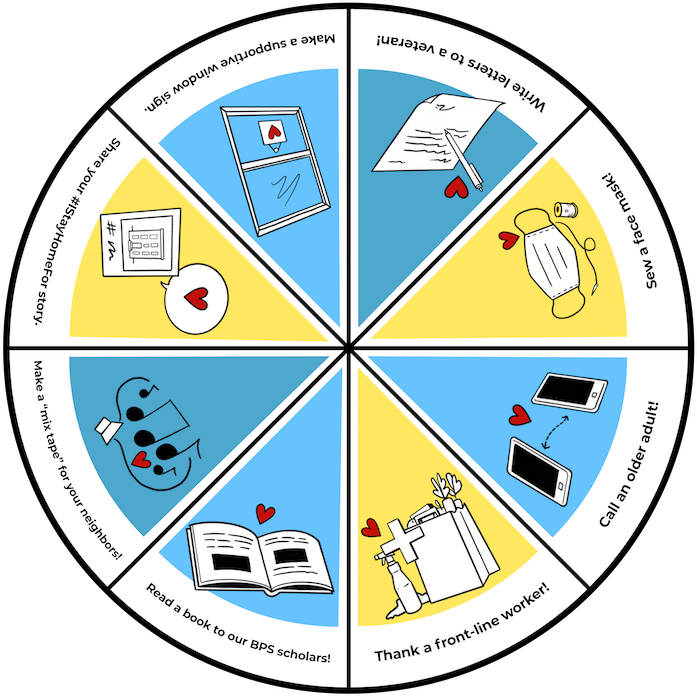 Make a supportive window sign.
Write letters to a veteran!
Sew a face mask!
Call an older adult!
Thank a front-line worker!
Read a book to our BPS scholars!
Make a "mix tape" for your neighbors!
Share your #IStayHomeFor story.
#